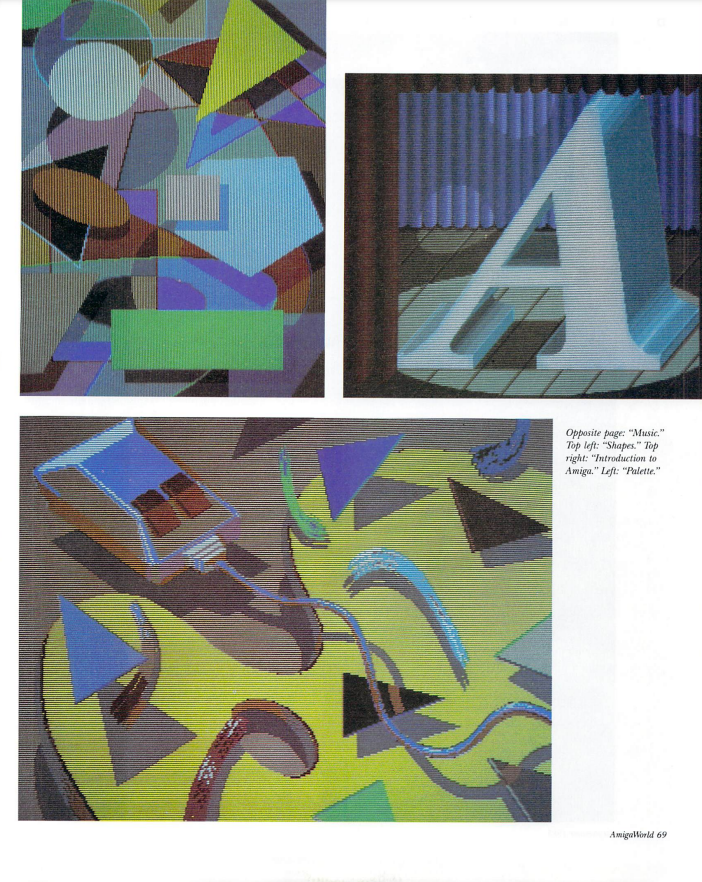 A
Opposite page: “Music.”
Top left: “Shapes.” Top
right: “Introduction to
Amiga.” Left: “Palette.”
AmigaWorld 69